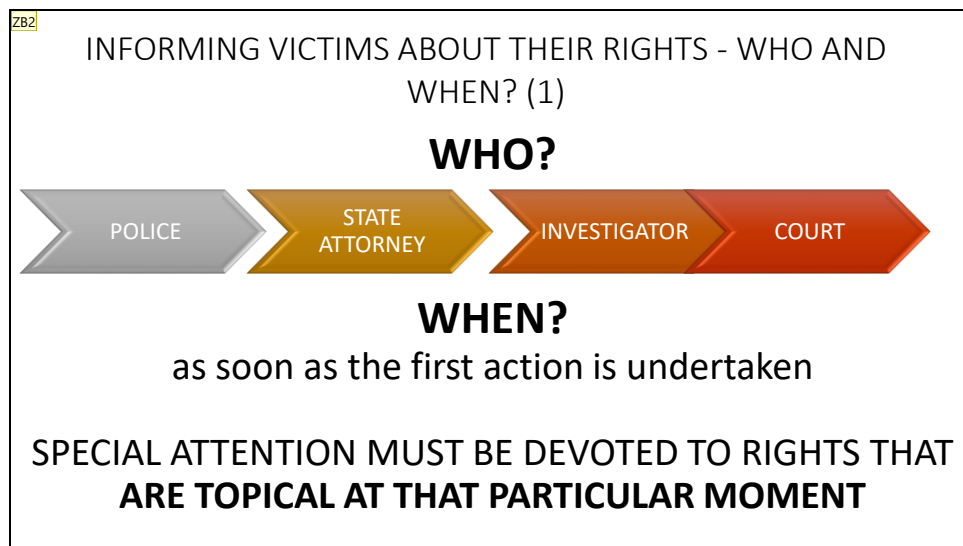 ZB2
INFORMING VICTIMS ABOUT THEIR RIGHTS - WHO AND
WHEN? (1)
WHO?
POLICE
STATE
ATTORNEY
INVESTIGATOR
COURT
WHEN?
as soon as the first action is undertaken
SPECIAL ATTENTION MUST BE DEVOTED TO RIGHTS THAT
ARE TOPICAL AT THAT PARTICULAR MOMENT